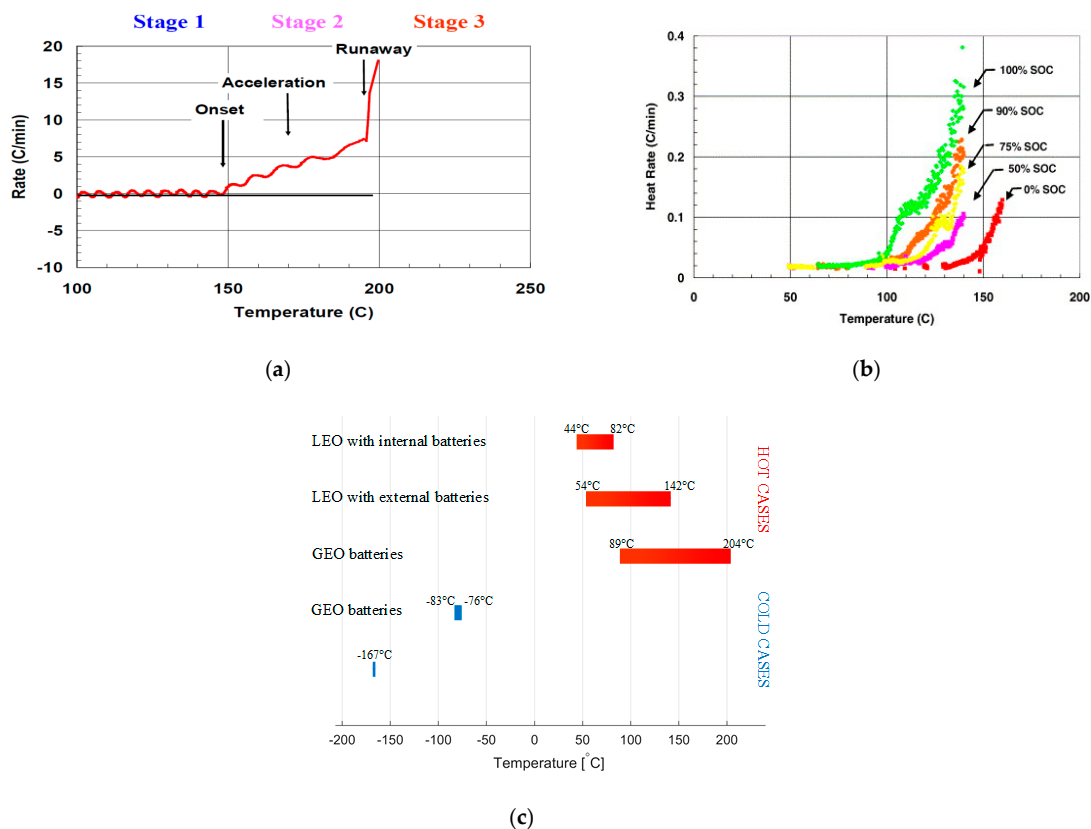 Stage 1 Stage 2 Stage 3
20
15
10
5
0
-5
-10
Rate (C/min)
Runaway
Acceleration
Onset
100 150 200 250
Temperature (C)
(a)
0.4
0.3
0.2
0.1
0
Heat Rate (C/min)
100% SOC
90% SOC
75% SOC
50% SOC
0% SOC
0 50 100 150 200
Temperature (C)
(b)
44°C 82°C
LEO with internal batteries
54°C 142°C
LEO with external batteries
89°C 204°C
GEO batteries
-83°C -76°C
GEO batteries
-167°C
HOT CASES
COLD CASES
-200 -150 -100 -50 0 50 100 150 200
Temperature [°C]
(c)